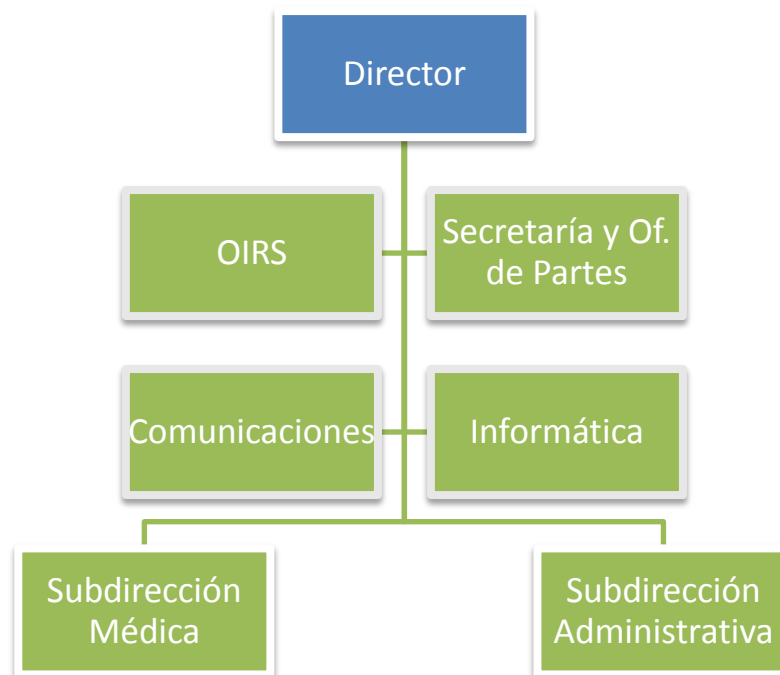 Director
OIRS
Secretaría y Of.
de Partes
Comunicaciones
Informática
Subdirección
Médica
Subdirección
Administrativa